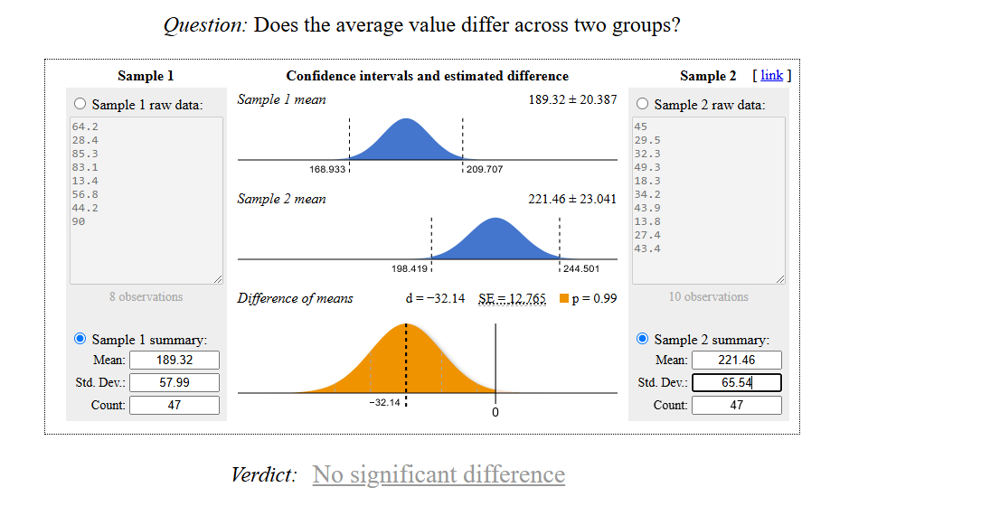 Question: Does the average value differ across two groups?
Sample 1
Confidence intervals and estimated difference
Sample 2 [ link ]
Sample 1 raw data:
64.2
28.4
85.3
83.1
13.4
56.8
44.2
90
8 observations
Sample 1 summary:
Mean: 189.32
Std. Dev.: 57.99
Count: 47
Sample 1 mean 189.32 ± 20.387
168.933 209.707
Sample 2 mean 221.46 ± 23.041
198.419 244.501
Difference of means d = −32.14 SE = 12.765 p = 0.99
−32.14
0
Sample 2 raw data:
45
29.5
32.3
49.3
18.3
34.2
43.9
13.8
27.4
43.4
10 observations
Sample 2 summary:
Mean: 221.46
Std. Dev.: 65.54
Count: 47
Verdict: No significant difference